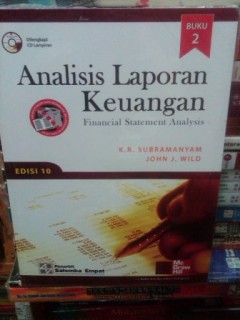 Dilengkapi
CD Lampiran
BUKU
2
Analisis Laporan
Keuangan
Financial Statement Analysis
K.R. SUBRAMANYAM
JOHN J. WILD
EDISI 10
Penerbit
Salemba Empat
Mc
Graw
Hill